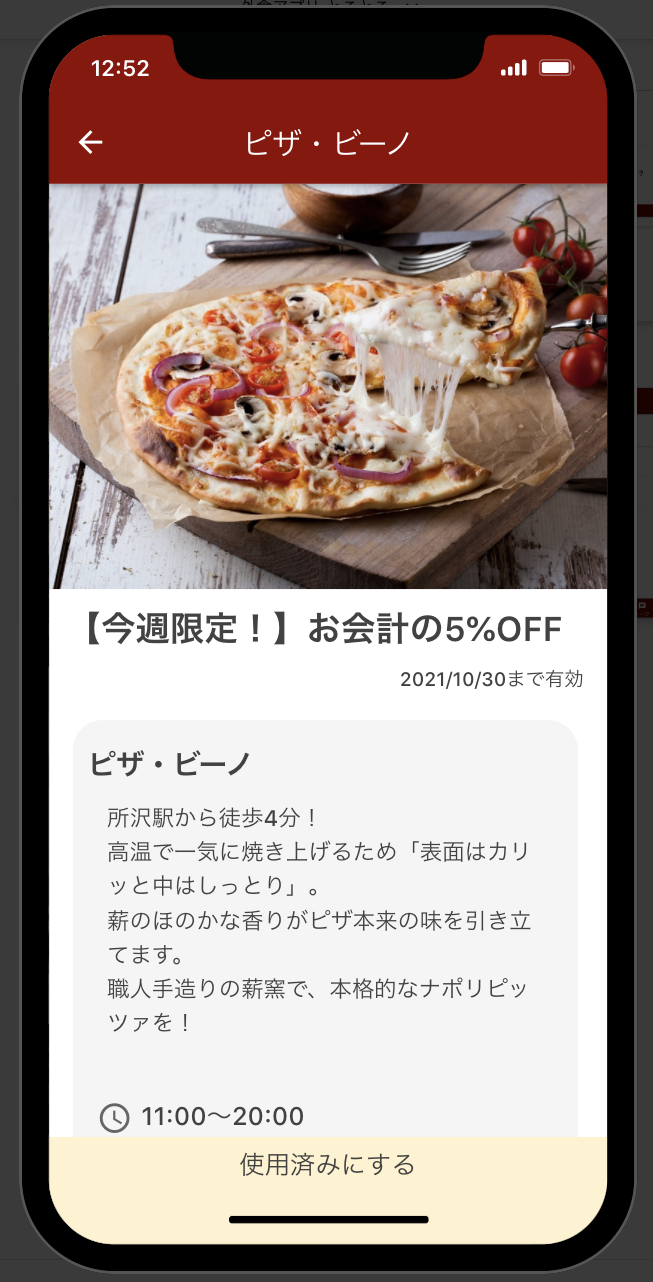 12:52
ピザ・ビーノ
【今週限定！】お会計の5%OFF
2021/10/30まで有効
ピザ・ビーノ
所沢駅から徒歩4分！
高温で一気に焼き上げるため「表面はカリ
ッと中はしっとり」。
薪のほのかな香りがピザ本来の味を引き立
てます。
職人手造りの薪窯で、本格的なナポリピッ
ツァを！
11:00〜20:00
使用済みにする